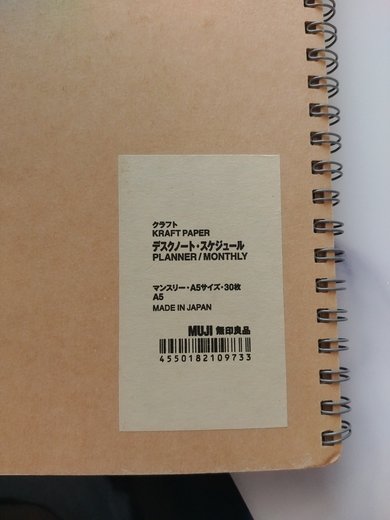 クラフト
KRAFT PAPER
デスクノート・スケジュール
PLANNER / MONTHLY
マンスリー・A5サイズ・30枚
A5
MADE IN JAPAN
MUJI 無印良品
4550182109733